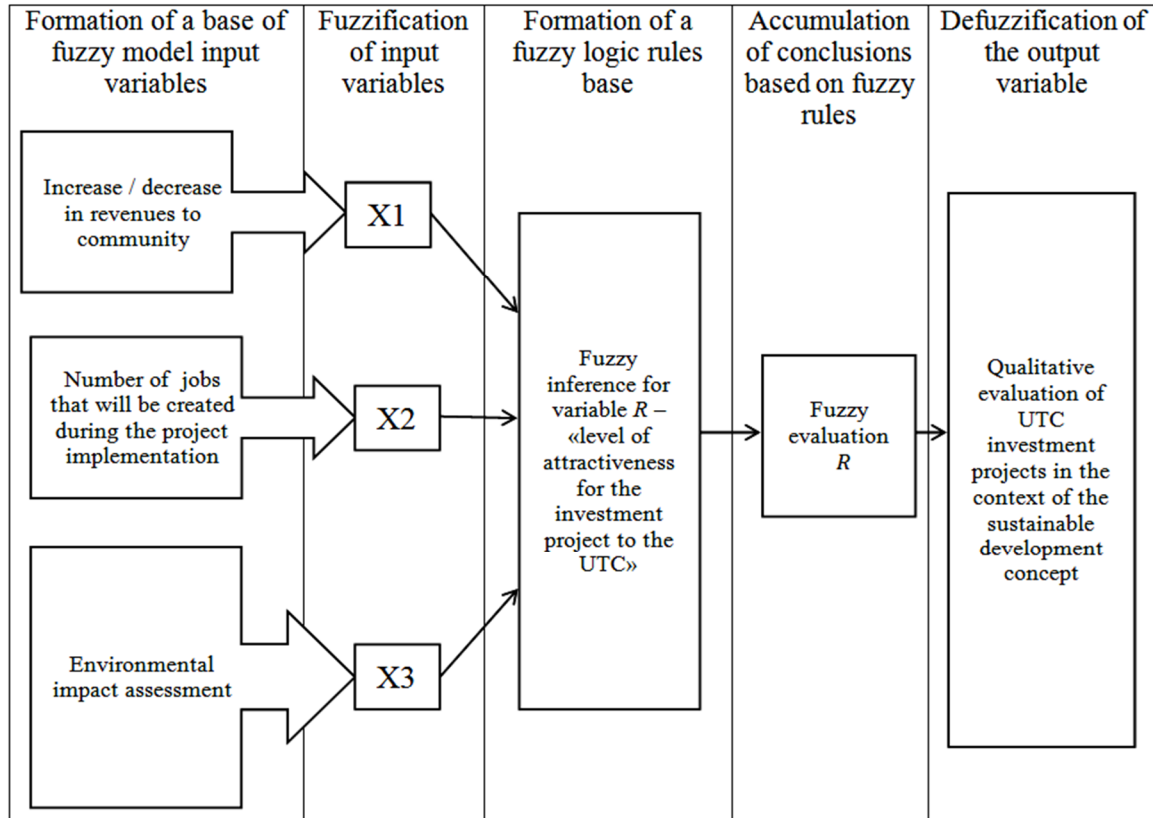 Formation of a base of
fuzzy model input
variables
Fuzzification
of input
variables
Formation of a
fuzzy logic rules
base
Accumulation
of conclusions
based on fuzzy
rules
Defuzzification of
the output
variable
Increase / decrease
in revenues to
community
X1
Number of jobs
that will be created
during the project
implementation
X2
Environmental
impact assessment
X3
Fuzzy
inference for
variable R –
«level of
attractiveness
for the
investment
project to the
UTC»
Fuzzy
evaluation
R
Qualitative
evaluation of
UTC
investment
projects in the
context of the
sustainable
development
concept